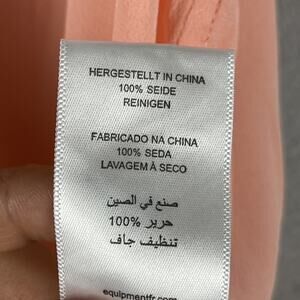 HERGESTELLT IN CHINA
100% SEIDE
REINIGEN
FABRICADO NA CHINA
100% SEDA
LAVAGEM À SECO
صنع في الصين
حرير 100%
تنظيف جاف
equipmentfr.com